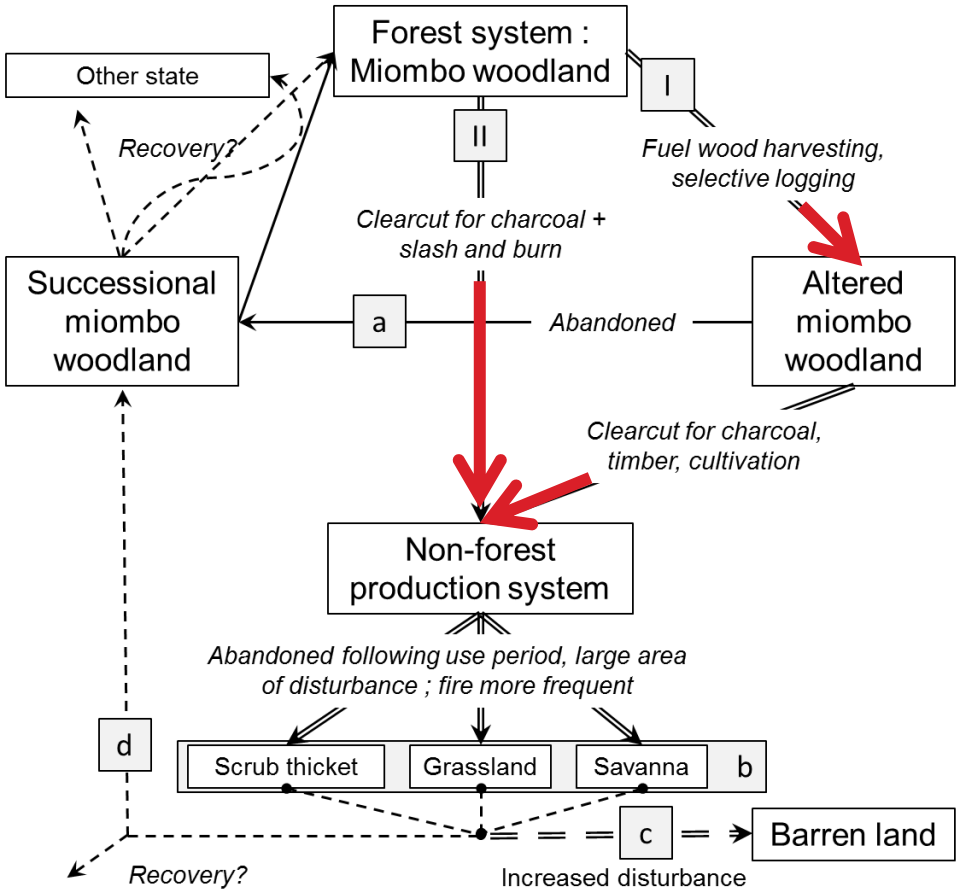 Forest system :
Miombo woodland
Other state
I
II
Recovery?
Fuel wood harvesting,
selective logging
Clearcut for charcoal +
slash and burn
Successional
miombo
woodland
a
Abandoned
Altered
miombo
woodland
Clearcut for charcoal,
timber, cultivation
Non-forest
production system
Abandoned following use period, large area
of disturbance ; fire more frequent
d
Scrub thicket
Grassland
Savanna
b
c
Barren land
Recovery?
Increased disturbance